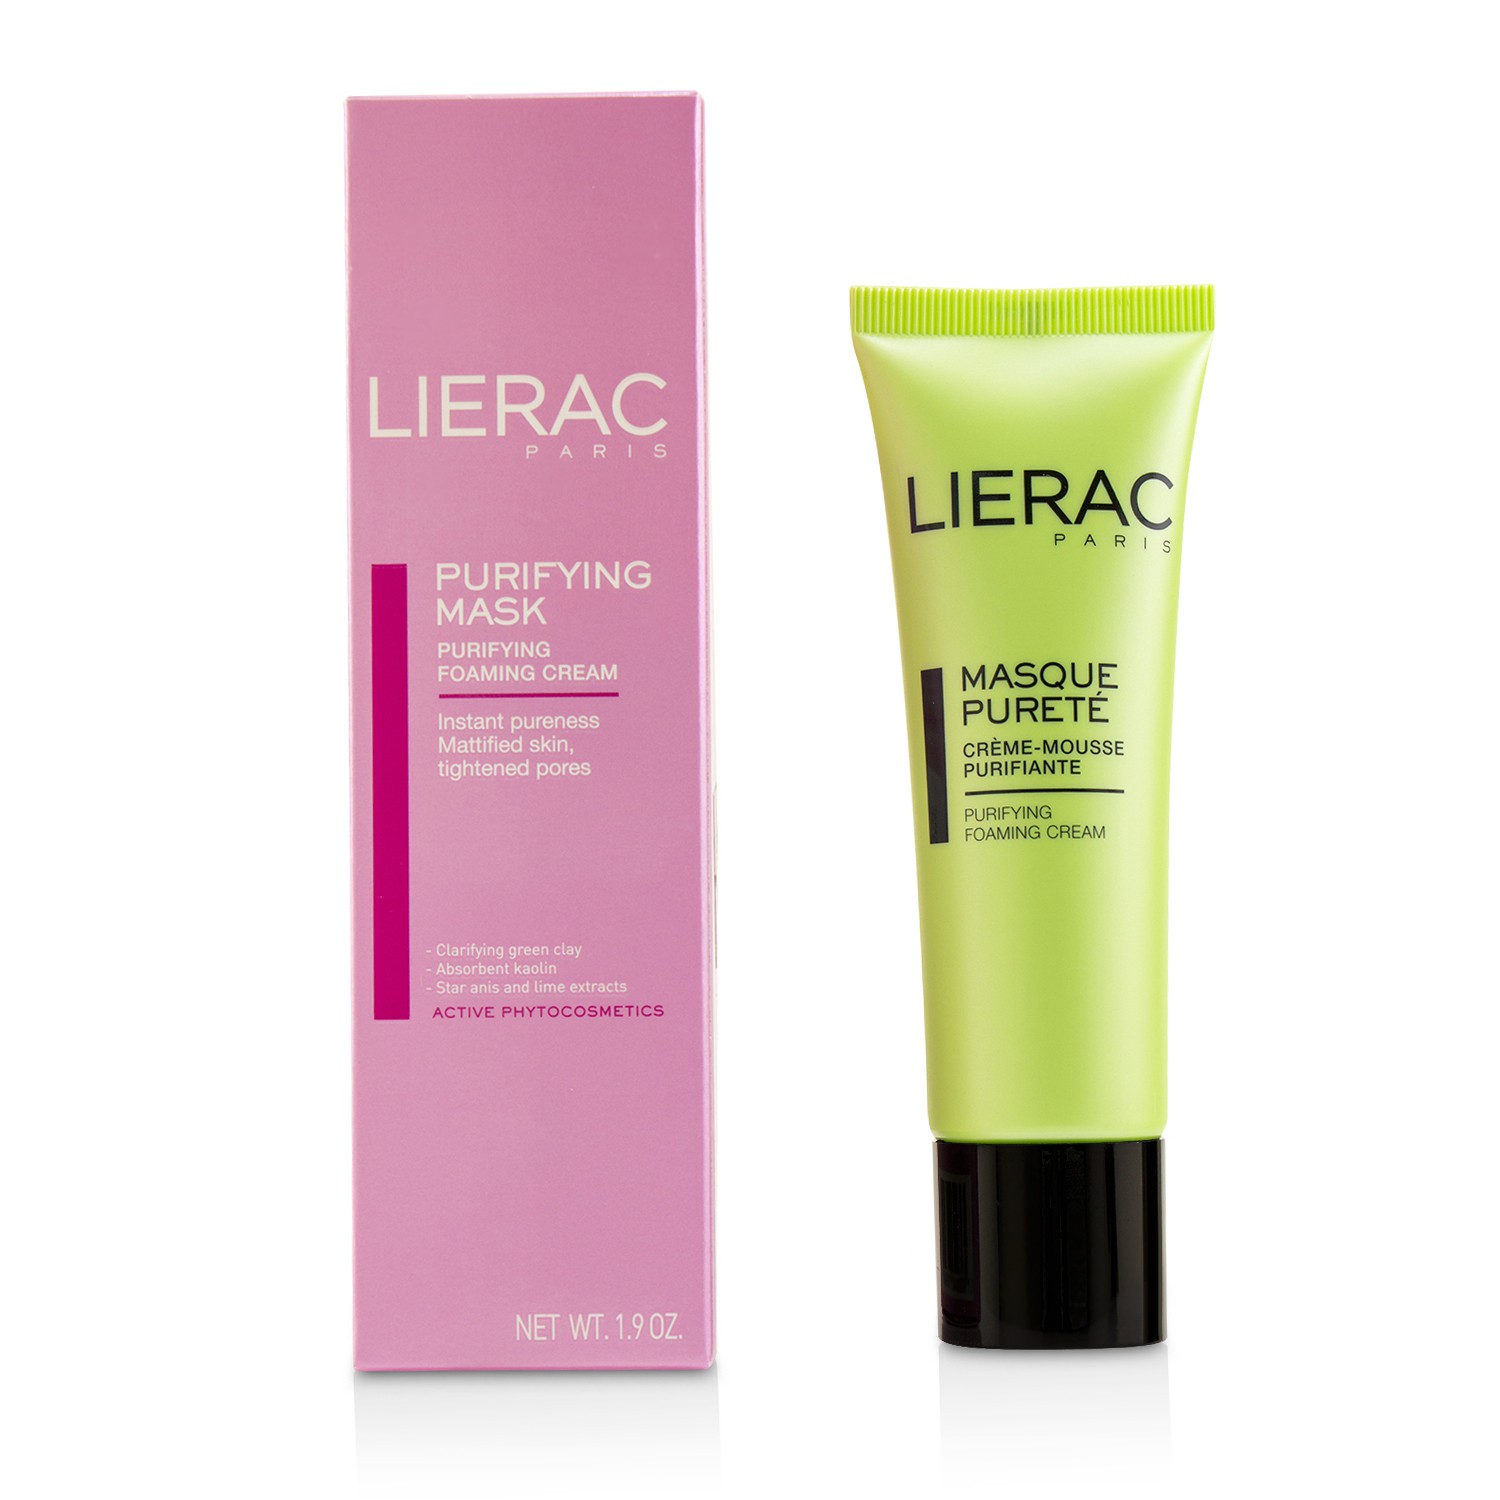 LIERAC
PARIS
PURIFYING
MASK
PURIFYING
FOAMING CREAM
Instant pureness
Mattified skin,
tightened pores
- Clarifying green clay
- Absorbent kaolin
- Star anis and lime extracts
ACTIVE PHYTOCOSMETICS
NET WT. 1.9 OZ.
LIERAC
PARIS
MASQUE
PURETÉ
CRÈME-MOUSSE
PURIFIANTE
PURIFYING
FOAMING CREAM